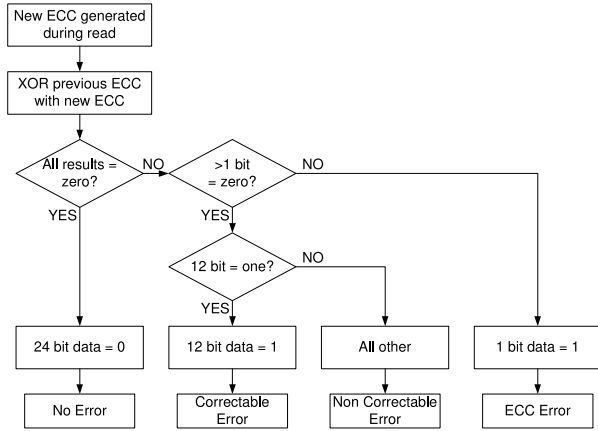 New ECC generated
during read
XOR previous ECC
with new ECC
All results =
zero?
NO
YES
>1 bit
= zero?
NO
YES
12 bit = one?
NO
YES
24 bit data = 0
12 bit data = 1
All other
1 bit data = 1
No Error
Correctable
Error
Non Correctable
Error
ECC Error